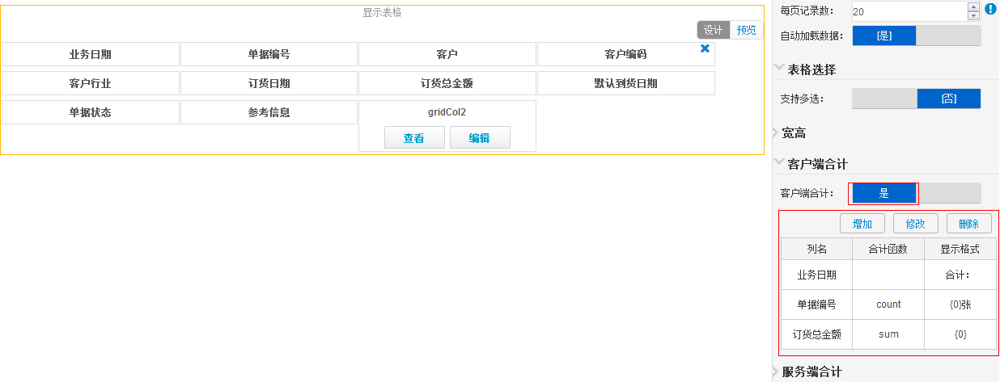 显示表格
设计 预览
业务日期 单据编号 客户 客户编码
客户行业 订货日期 订货总金额 默认到货日期
单据状态 参考信息 gridCol2
查看 编辑
每页记录数： 20
自动加载数据： [是]
表格选择
支持多选： [否]
宽高
客户端合计
客户端合计： 是
增加 修改 删除
列名 合计函数 显示格式
业务日期 合计：
单据编号 count {0}张
订货总金额 sum {0}
服务端合计